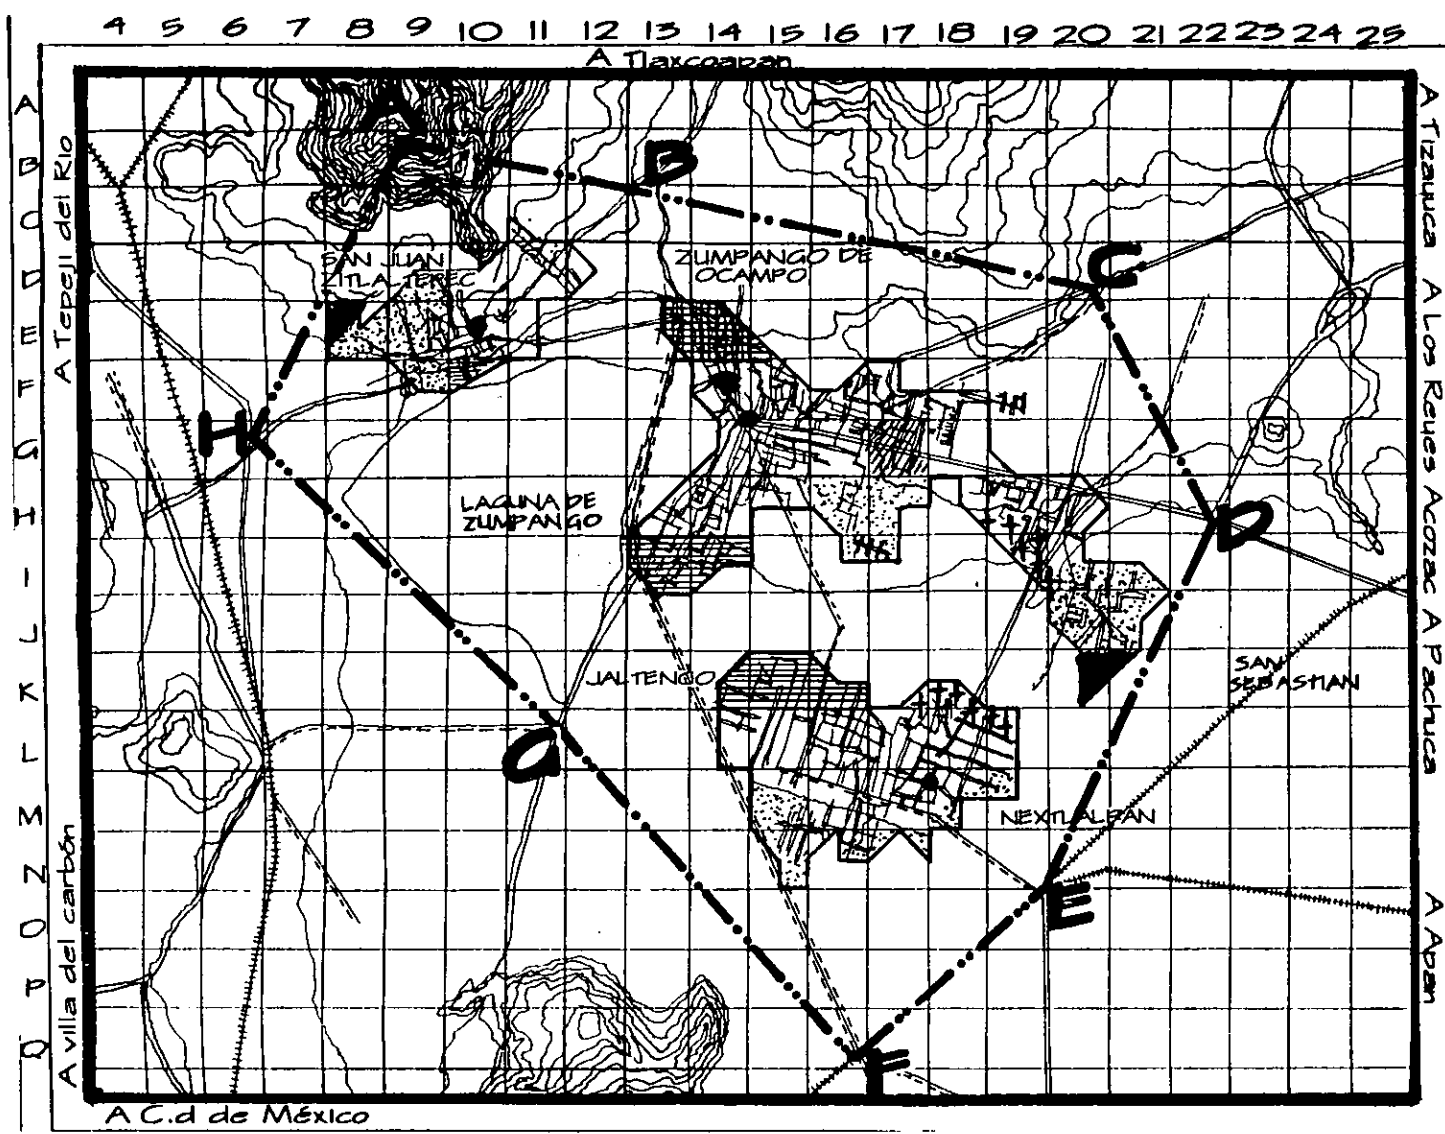 4 5 6 7 8 9 10 11 12 13 14 15 16 17 18 19 20 21 22 23 24 25
A Tlaxcoapan
A
B
C
D
E
F
G
H
I
J
K
L
M
N
O
P
Q
A Tepeji del Rio
A villa del carbón
A
B
SAN JUAN
ZITLALTEPEC
ZUMPANGO DE
OCAMPO
C
H
LAGUNA DE
ZUMPANGO
D
JALTENCO
SAN
SEBASTIAN
G
NEXTLALPAN
E
F
A Tizauca A Los Reyes Acozac A Pachuca
A Apan
A C.d de México